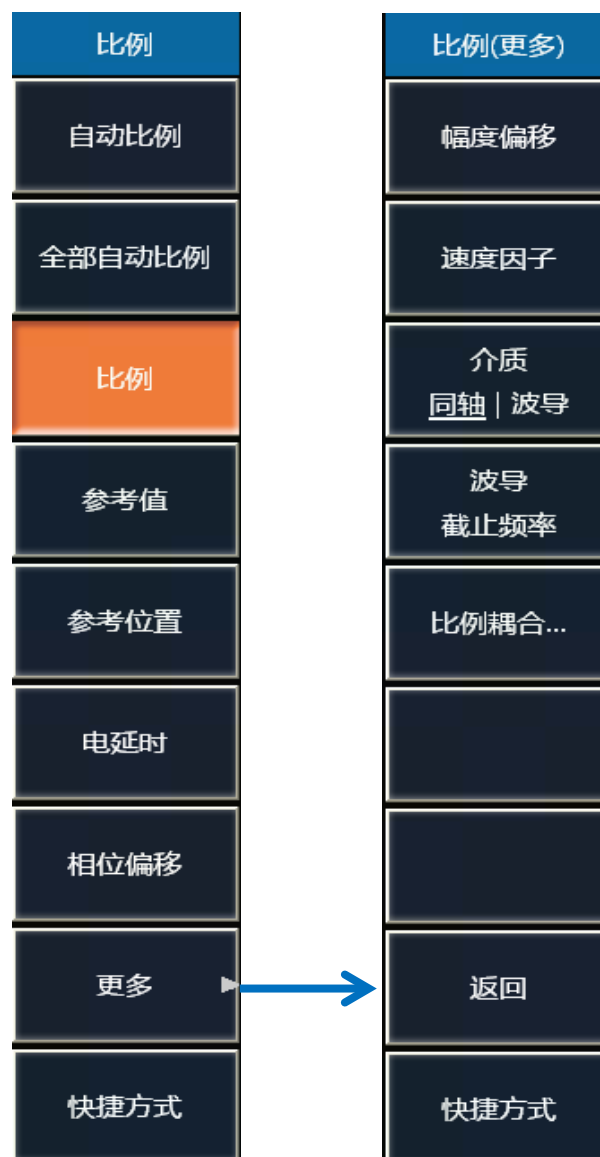 比例
自动比例
全部自动比例
比例
参考值
参考位置
电延时
相位偏移
更多
快捷方式
比例(更多)
幅度偏移
速度因子
介质
同轴 | 波导
波导
截止频率
比例耦合...
返回
快捷方式